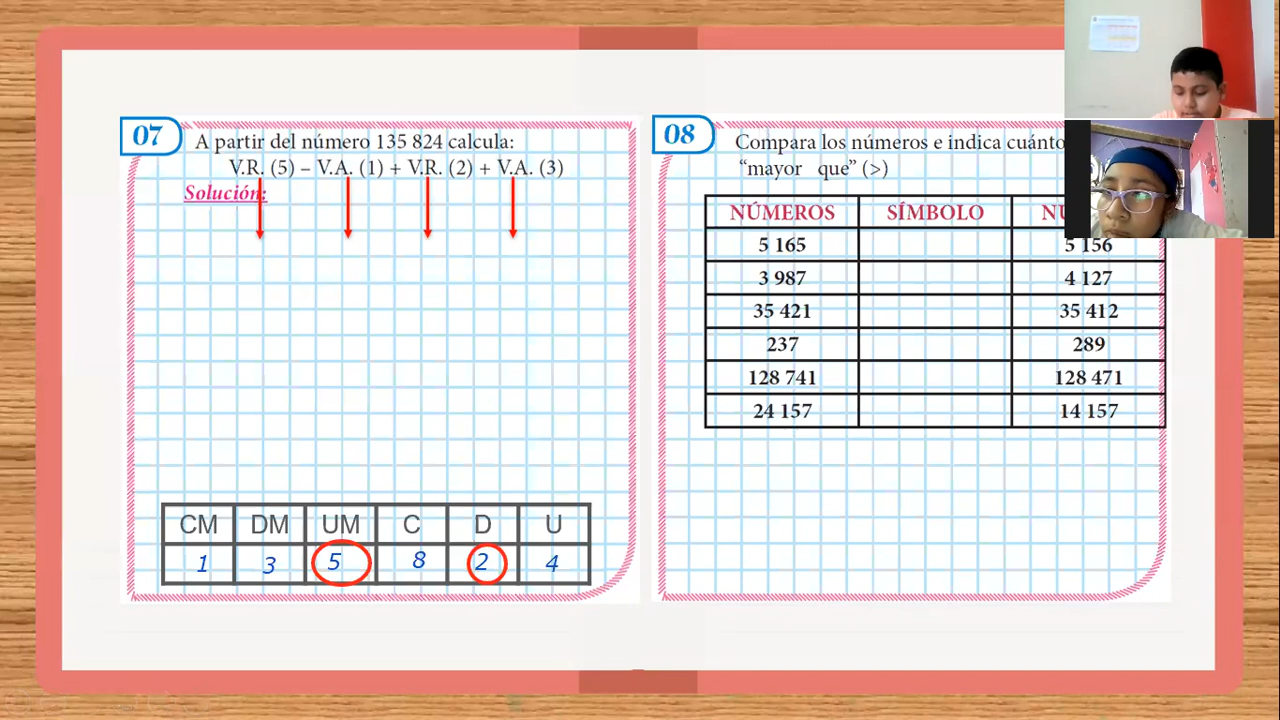 07
A partir del número 135 824 calcula:
V.R. (5) – V.A. (1) + V.R. (2) + V.A. (3)
Solución:
CM DM UM C D U
1 3 5 8 2 4
08
Compara los números e indica cuánto
“mayor que” (>)
NÚMEROS SÍMBOLO
5 165 5 156
3 987 4 127
35 421 35 412
237 289
128 741 128 471
24 157 14 157